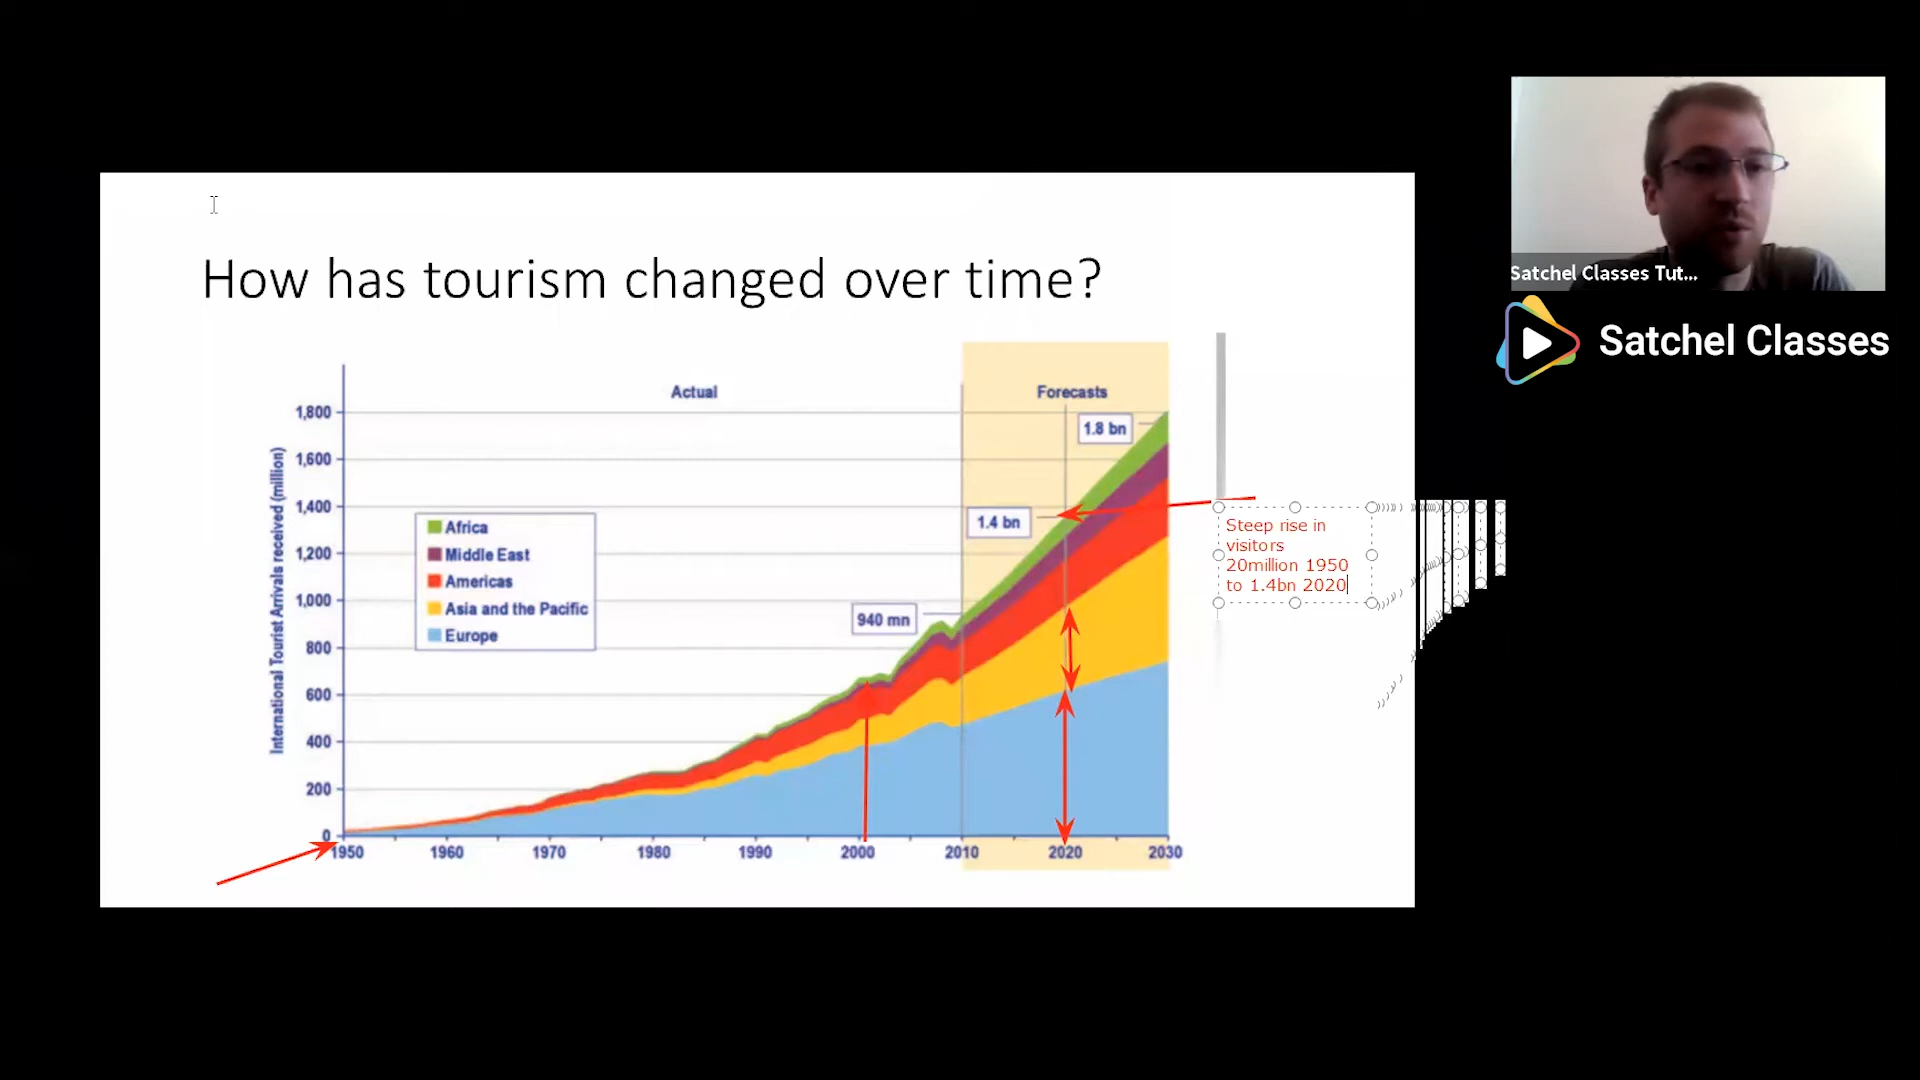 Satchel Classes Tut...
Satchel Classes
How has tourism changed over time?
Actual
Forecasts
1.8 bn
1.4 bn
940 mn
International Tourist Arrivals received (million)
1,800
1,600
1,400
1,200
1,000
800
600
400
200
0
Africa
Middle East
Americas
Asia and the Pacific
Europe
1950 1960 1970 1980 1990 2000 2010 2020 2030
Steep rise in
visitors
20million 1950
to 1.4bn 2020